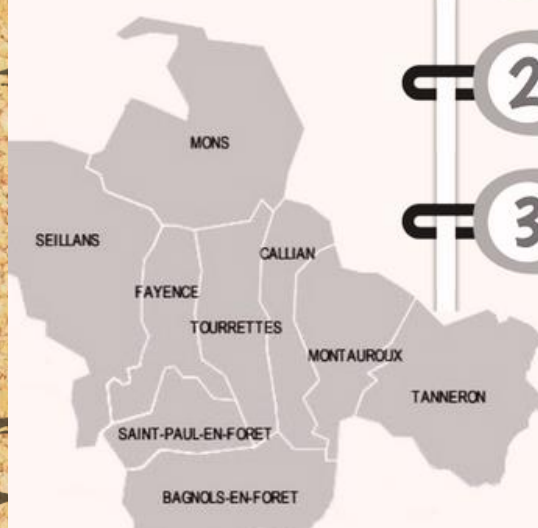 2
MONS
3
SEILLANS
CALLIAN
FAYENCE
TOURRETTES
MONTAUROUX
TANNERON
SAINT-PAUL-EN-FORET
BAGNOLS-EN-FORET